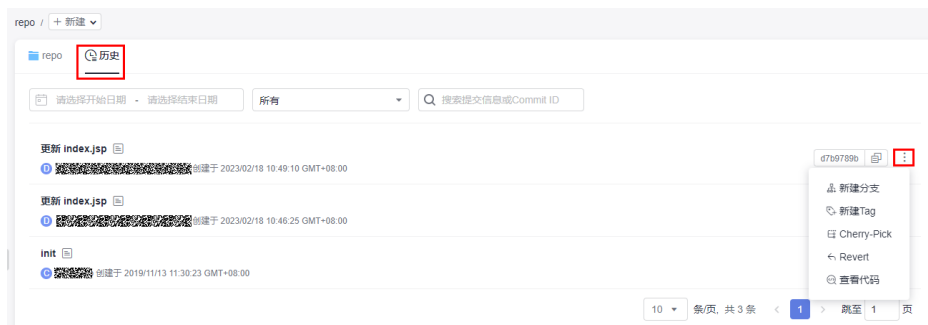 repo / + 新建
repo 历史
请选择开始日期 - 请选择结束日期 所有 搜索提交信息或Commit ID
更新 index.jsp
d7b9789b
D 创建于 2023/02/18 10:49:10 GMT+08:00
新建分支
更新 index.jsp
新建Tag
D 创建于 2023/02/18 10:46:25 GMT+08:00
Cherry-Pick
init
Revert
C 创建于 2019/11/13 11:30:23 GMT+08:00
查看代码
10 条/页, 共 3 条 < 1 > 跳至 1 页